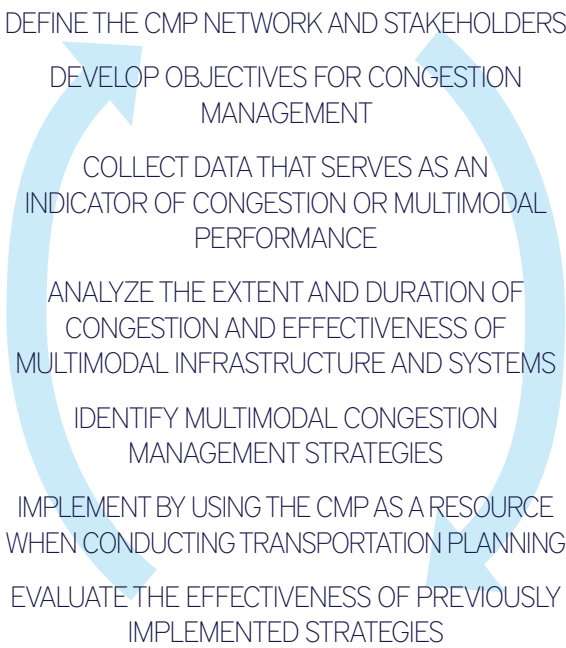 DEFINE THE CMP NETWORK AND STAKEHOLDERS
DEVELOP OBJECTIVES FOR CONGESTION
MANAGEMENT
COLLECT DATA THAT SERVES AS AN
INDICATOR OF CONGESTION OR MULTIMODAL
PERFORMANCE
ANALYZE THE EXTENT AND DURATION OF
CONGESTION AND EFFECTIVENESS OF
MULTIMODAL INFRASTRUCTURE AND SYSTEMS
IDENTIFY MULTIMODAL CONGESTION
MANAGEMENT STRATEGIES
IMPLEMENT BY USING THE CMP AS A RESOURCE
WHEN CONDUCTING TRANSPORTATION PLANNING
EVALUATE THE EFFECTIVENESS OF PREVIOUSLY
IMPLEMENTED STRATEGIES